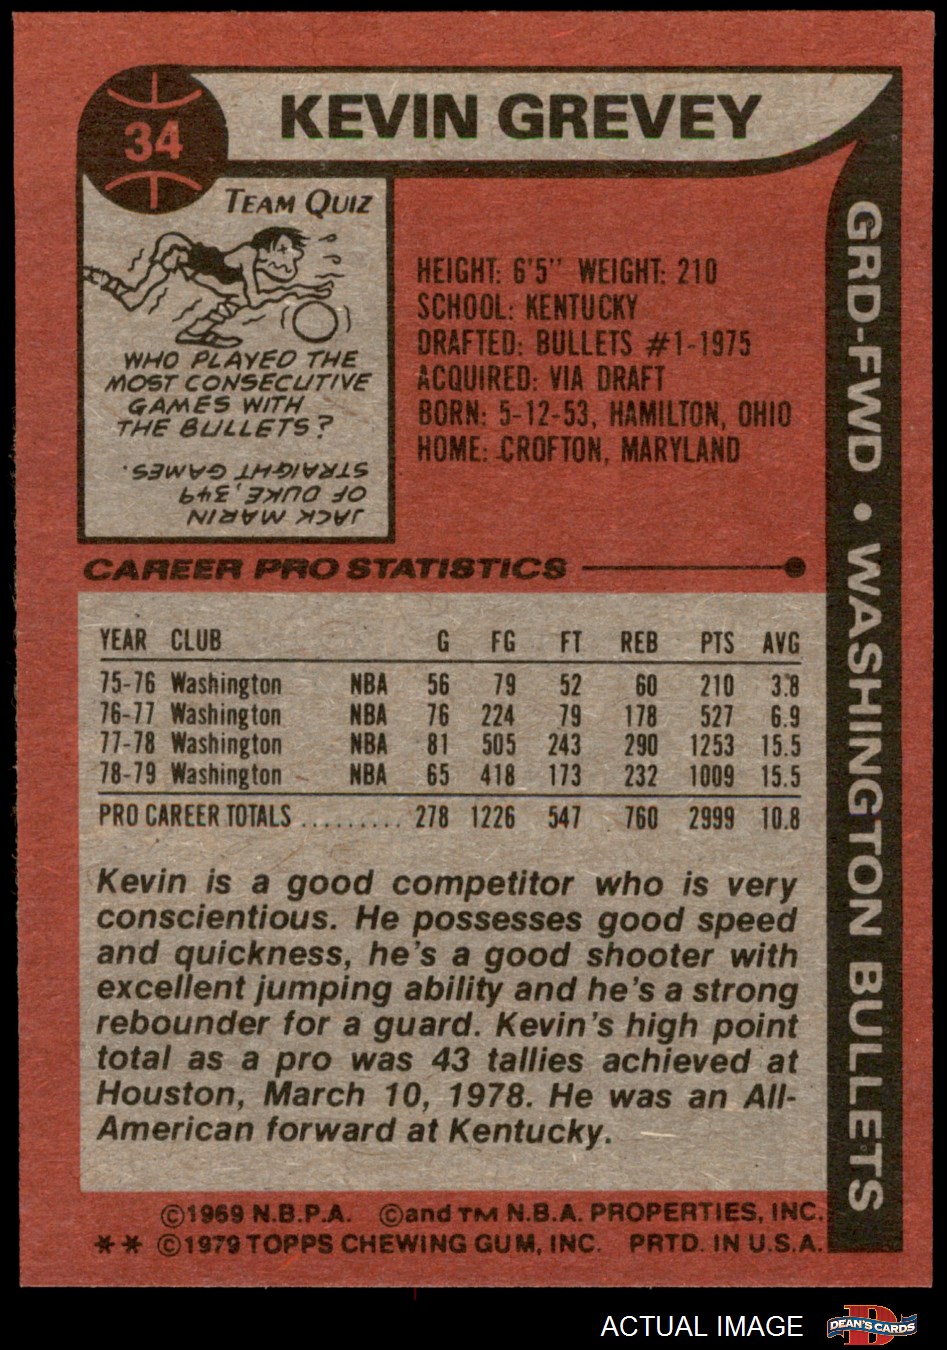 34
KEVIN GREVEY
TEAM QUIZ
WHO PLAYED THE
MOST CONSECUTIVE
GAMES WITH
THE BULLETS?
JACK MARIN
OF DUKE, 349
STRAIGHT GAMES.
HEIGHT: 6'5" WEIGHT: 210
SCHOOL: KENTUCKY
DRAFTED: BULLETS #1-1975
ACQUIRED: VIA DRAFT
BORN: 5-12-53, HAMILTON, OHIO
HOME: CROFTON, MARYLAND
GRD-FWD • WASHINGTON BULLETS
CAREER PRO STATISTICS
YEAR CLUB G FG FT REB PTS AVG
75-76 Washington NBA 56 79 52 60 210 3.8
76-77 Washington NBA 76 224 79 178 527 6.9
77-78 Washington NBA 81 505 243 290 1253 15.5
78-79 Washington NBA 65 418 173 232 1009 15.5
PRO CAREER TOTALS ......... 278 1226 547 760 2999 10.8
Kevin is a good competitor who is very
conscientious. He possesses good speed
and quickness, he's a good shooter with
excellent jumping ability and he's a strong
rebounder for a guard. Kevin's high point
total as a pro was 43 tallies achieved at
Houston, March 10, 1978. He was an All-
American forward at Kentucky.
©1969 N.B.P.A. ©and TM N.B.A. PROPERTIES, INC.
** ©1979 TOPPS CHEWING GUM, INC. PRTD. IN U.S.A.
ACTUAL IMAGE
D
DEAN'S CARDS